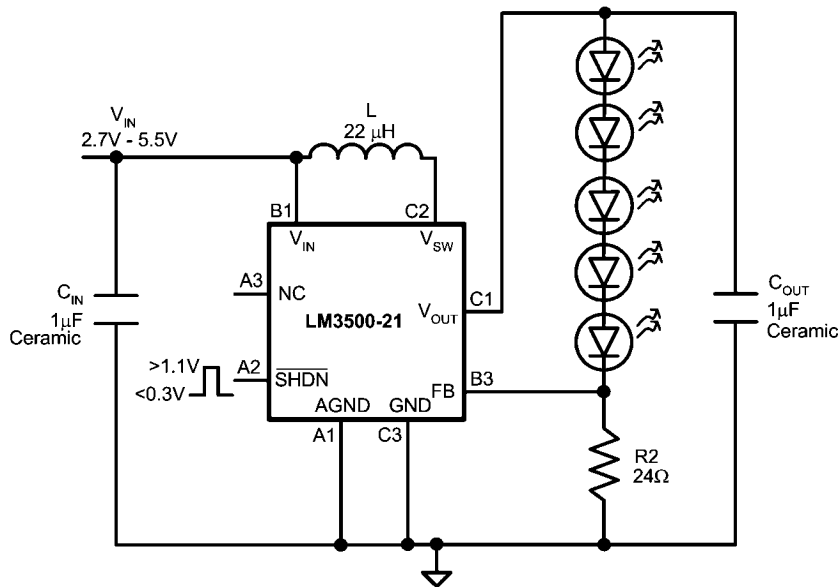 V_IN
2.7V - 5.5V
L
22 μH
B1
C2
V_IN
V_SW
A3
NC
C1
V_OUT
LM3500-21
C_IN
1μF
Ceramic
C_OUT
1μF
Ceramic
>1.1V
<0.3V
A2
SHDN
FB
B3
AGND
GND
A1
C3
R2
24Ω